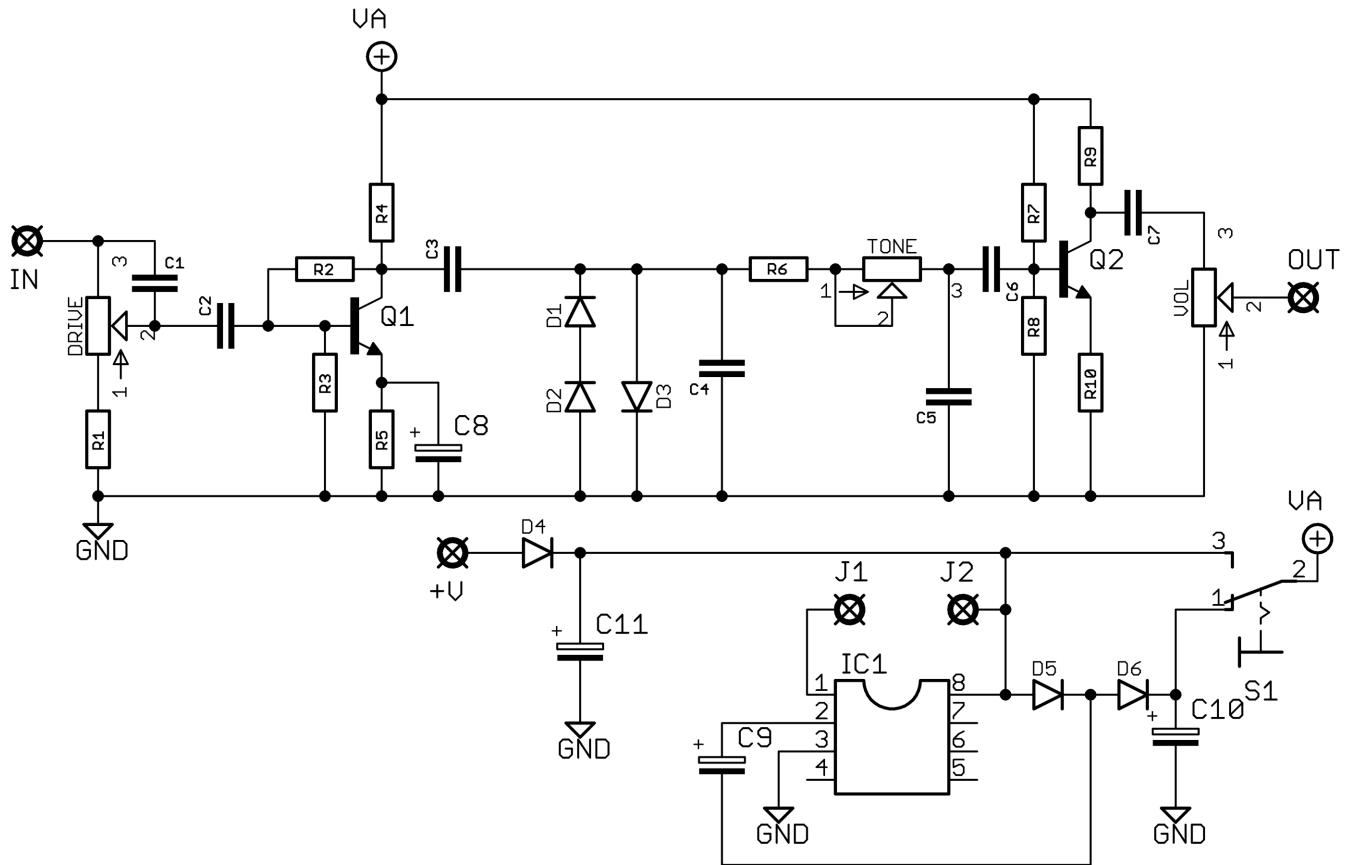 VA
R9
R4
R7
IN
3
C1
R2
C3
R6
TONE
1
2
3
C6
Q2
C7
3
OUT
DRIVE
2
1
C2
Q1
R3
D1
D2
D3
C4
C5
R8
R10
VOL
2
1
R1
R5
+
C8
GND
+V
D4
VA
3
2
1
J1
J2
+
C11
S1
IC1
1
2
3
4
8
7
6
5
D5
D6
+
C10
+
C9
GND
GND
GND